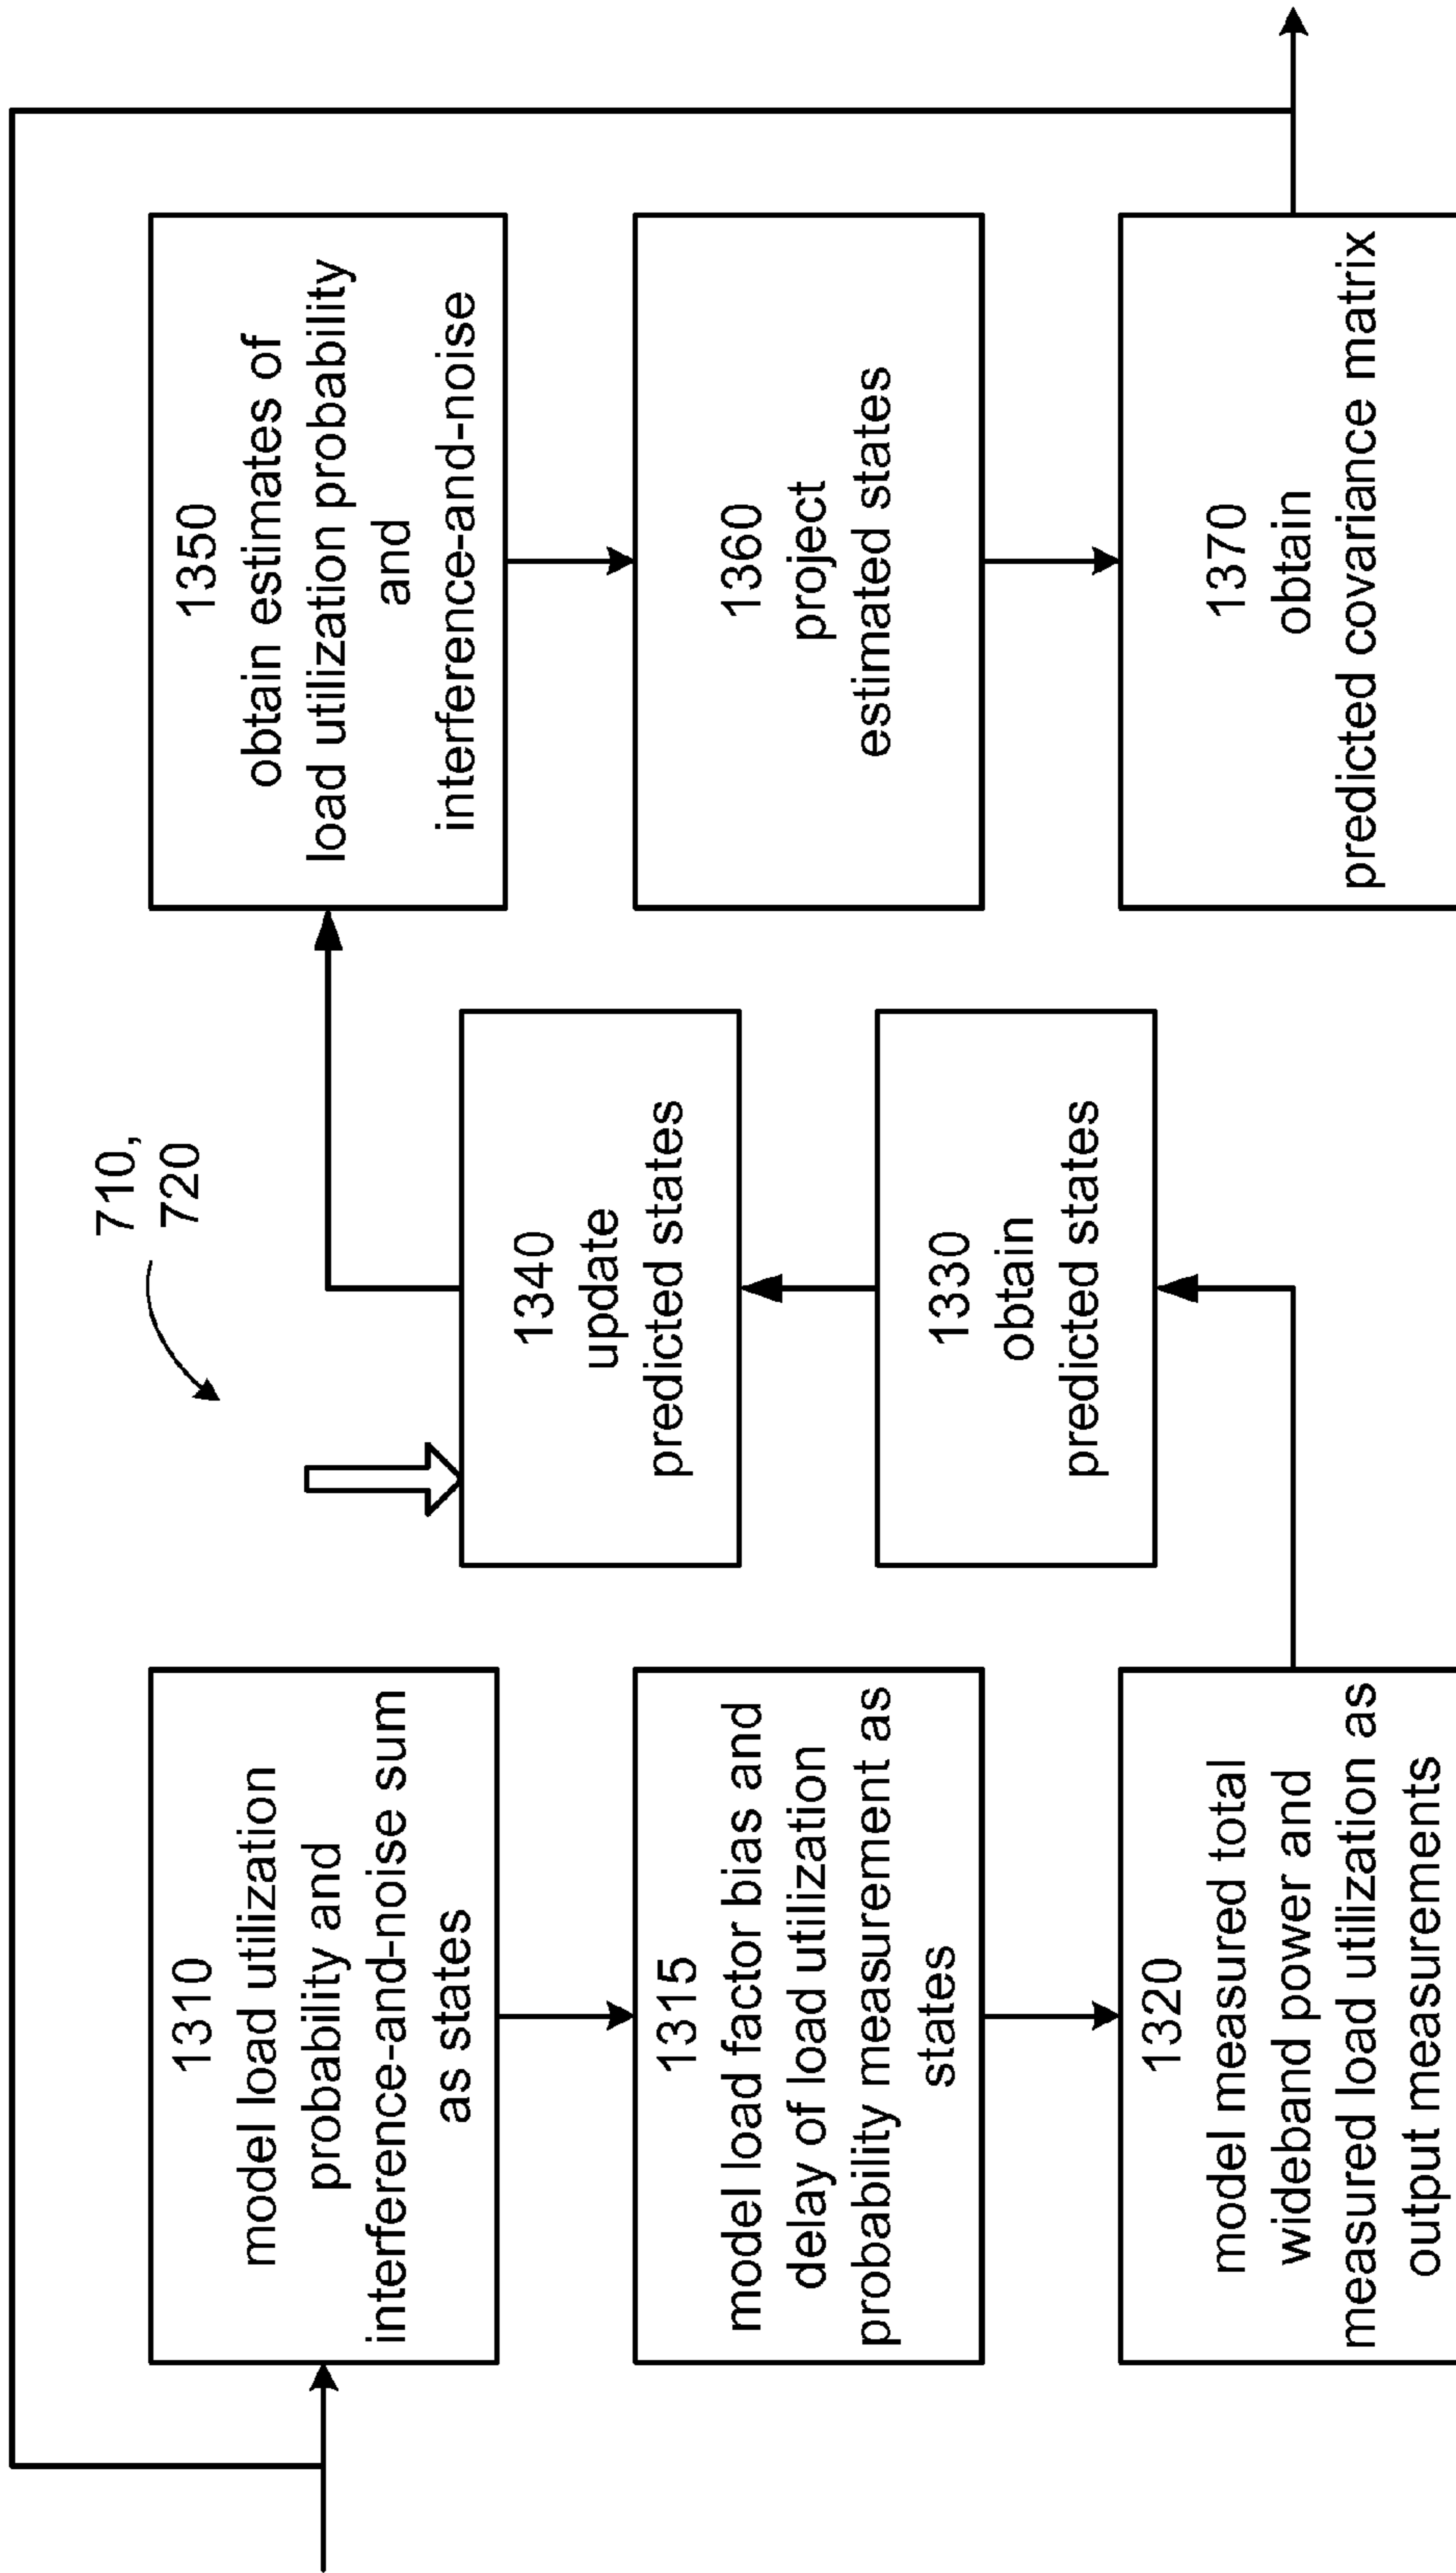 710,
720
1310
model load utilization
probability and
interference-and-noise sum
as states
1315
model load factor bias and
delay of load utilization
probability measurement as
states
1320
model measured total
wideband power and
measured load utilization as
output measurements
1330
obtain
predicted states
1340
update
predicted states
1350
obtain estimates of
load utilization probability
and
interference-and-noise
1360
project
estimated states
1370
obtain
predicted covariance matrix